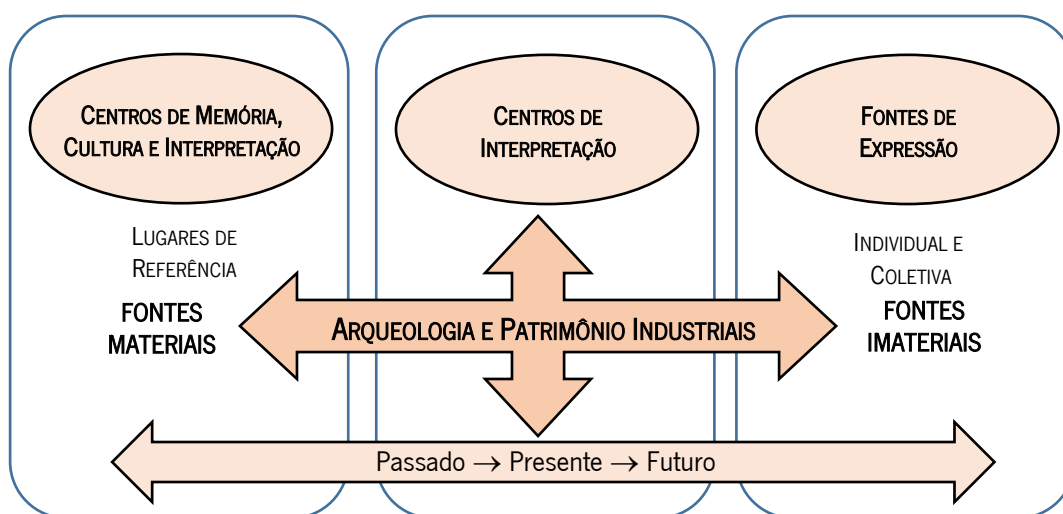 CENTROS DE MEMÓRIA,
CULTURA E INTERPRETAÇÃO
CENTROS DE
INTERPRETAÇÃO
FONTES DE
EXPRESSÃO
LUGARES DE
REFERÊNCIA
FONTES
MATERIAIS
ARQUEOLOGIA E PATRIMÔNIO INDUSTRIAIS
INDIVIDUAL E
COLETIVA
FONTES
IMATERIAIS
Passado → Presente → Futuro